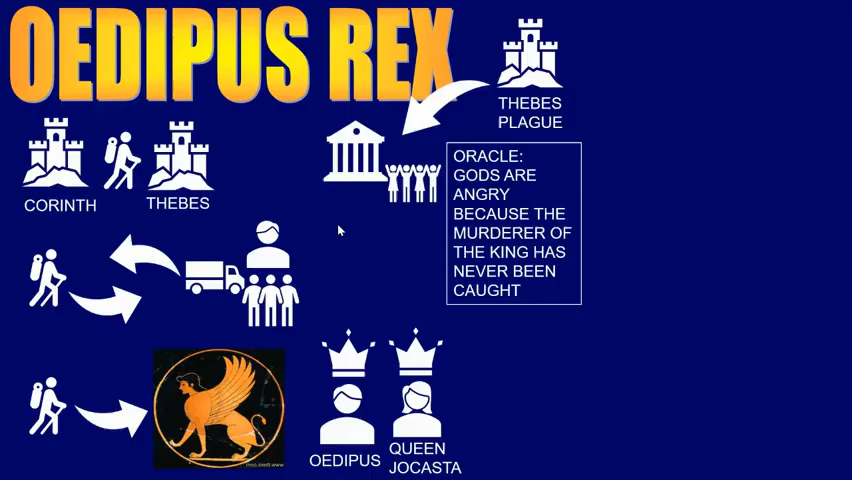 OEDIPUS REX
THEBES
PLAGUE
CORINTH
THEBES
ORACLE:
GODS ARE
ANGRY
BECAUSE THE
MURDERER OF
THE KING HAS
NEVER BEEN
CAUGHT
OEDIPUS
QUEEN
JOCASTA